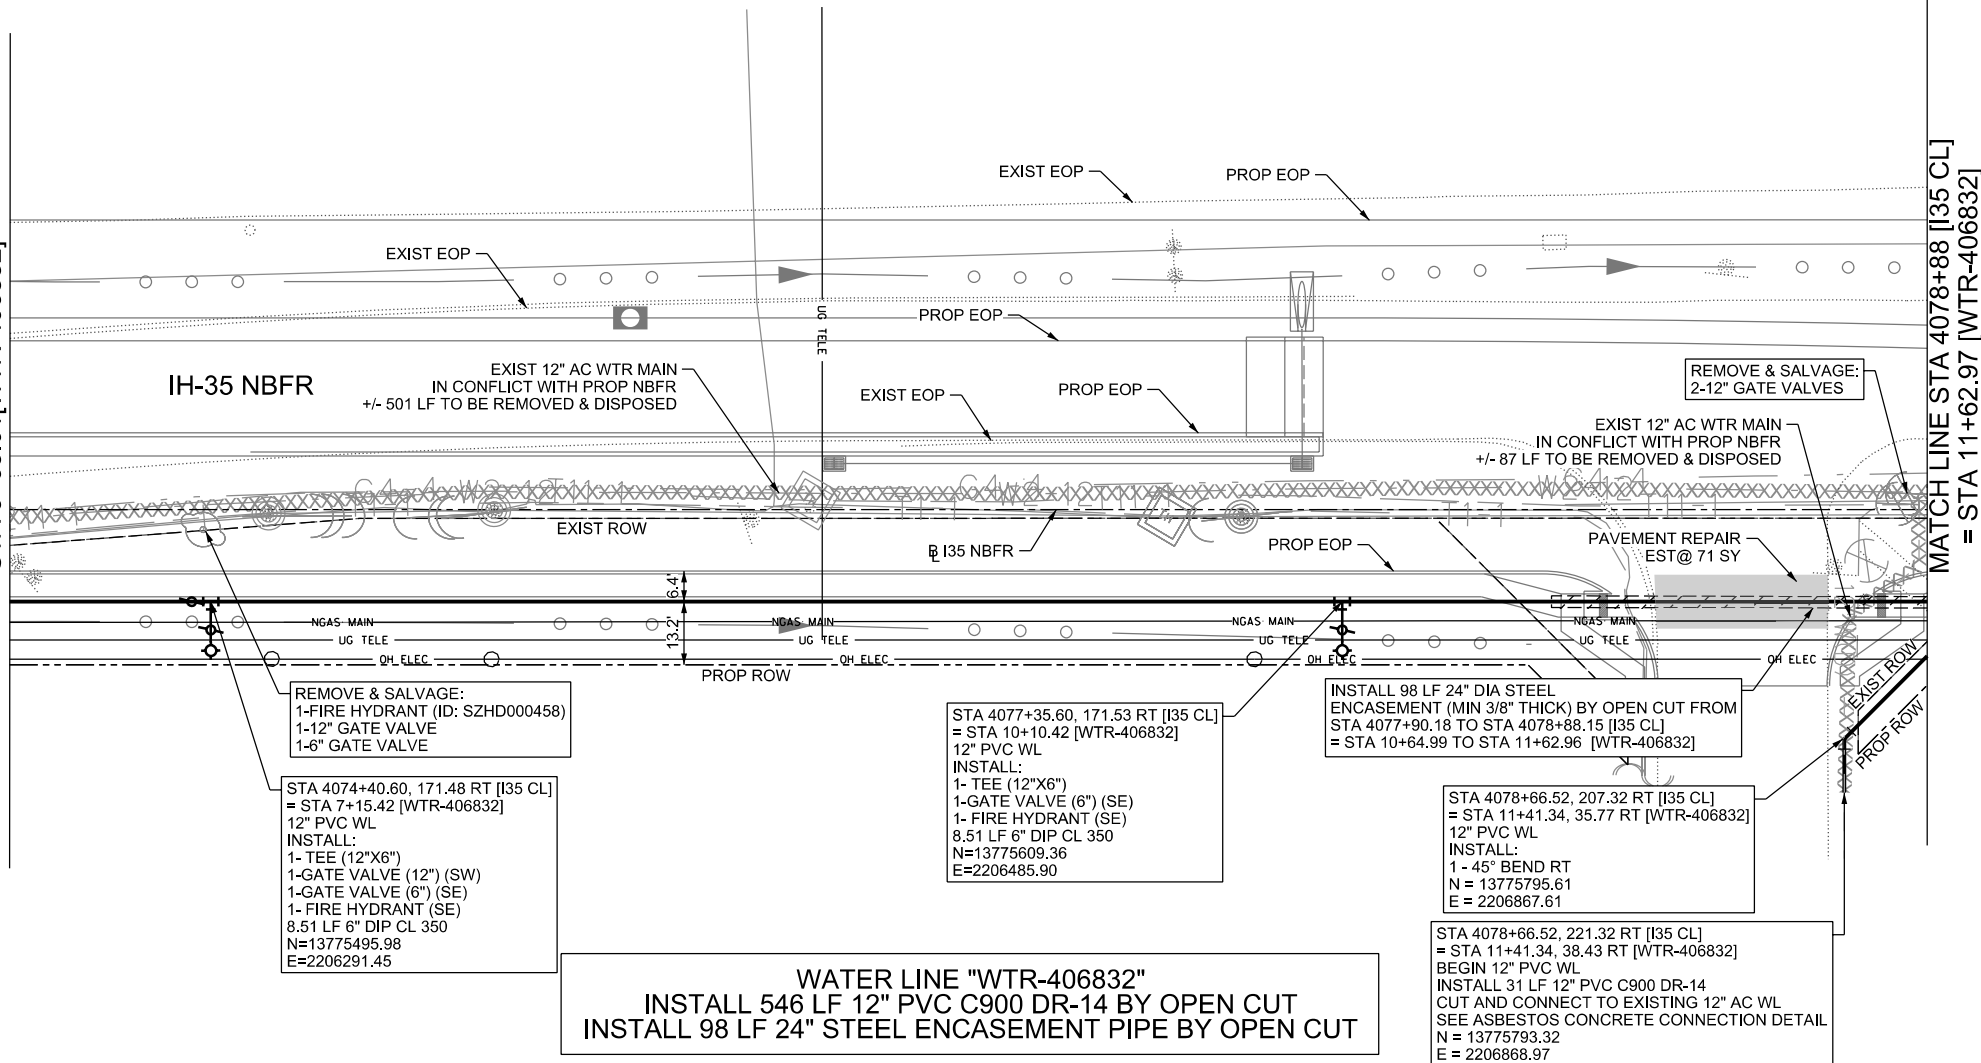 EXIST EOP
PROP EOP
EXIST EOP
PROP EOP
UG TELE
IH-35 NBFR
EXIST 12" AC WTR MAIN
IN CONFLICT WITH PROP NBFR
+/- 501 LF TO BE REMOVED & DISPOSED
EXIST EOP
PROP EOP
REMOVE & SALVAGE:
2-12" GATE VALVES
EXIST 12" AC WTR MAIN
IN CONFLICT WITH PROP NBFR
+/- 87 LF TO BE REMOVED & DISPOSED
MATCH LINE STA 4078+88 [I35 CL]
= STA 11+62.97 [WTR-406832]
EXIST ROW
I35 NBFR
PROP EOP
PAVEMENT REPAIR
EST@ 71 SY
6.4'
13.2'
NGAS MAIN
NGAS MAIN
NGAS MAIN
NGAS MAIN
UG TELE
UG TELE
UG TELE
UG TELE
OH ELEC
OH ELEC
OH ELEC
OH ELEC
PROP ROW
EXIST ROW
PROP ROW
REMOVE & SALVAGE:
1-FIRE HYDRANT (ID: SZHD000458)
1-12" GATE VALVE
1-6" GATE VALVE
STA 4074+40.60, 171.48 RT [I35 CL]
= STA 7+15.42 [WTR-406832]
12" PVC WL
INSTALL:
1- TEE (12"X6")
1-GATE VALVE (12") (SW)
1-GATE VALVE (6") (SE)
1- FIRE HYDRANT (SE)
8.51 LF 6" DIP CL 350
N=13775495.98
E=2206291.45
STA 4077+35.60, 171.53 RT [I35 CL]
= STA 10+10.42 [WTR-406832]
12" PVC WL
INSTALL:
1- TEE (12"X6")
1-GATE VALVE (6") (SE)
1- FIRE HYDRANT (SE)
8.51 LF 6" DIP CL 350
N=13775609.36
E=2206485.90
INSTALL 98 LF 24" DIA STEEL
ENCASEMENT (MIN 3/8" THICK) BY OPEN CUT FROM
STA 4077+90.18 TO STA 4078+88.15 [I35 CL]
= STA 10+64.99 TO STA 11+62.96 [WTR-406832]
STA 4078+66.52, 207.32 RT [I35 CL]
= STA 11+41.34, 35.77 RT [WTR-406832]
12" PVC WL
INSTALL:
1 - 45° BEND RT
N = 13775795.61
E = 2206867.61
STA 4078+66.52, 221.32 RT [I35 CL]
= STA 11+41.34, 38.43 RT [WTR-406832]
BEGIN 12" PVC WL
INSTALL 31 LF 12" PVC C900 DR-14
CUT AND CONNECT TO EXISTING 12" AC WL
SEE ASBESTOS CONCRETE CONNECTION DETAIL
N = 13775793.32
E = 2206868.97
WATER LINE "WTR-406832"
INSTALL 546 LF 12" PVC C900 DR-14 BY OPEN CUT
INSTALL 98 LF 24" STEEL ENCASEMENT PIPE BY OPEN CUT